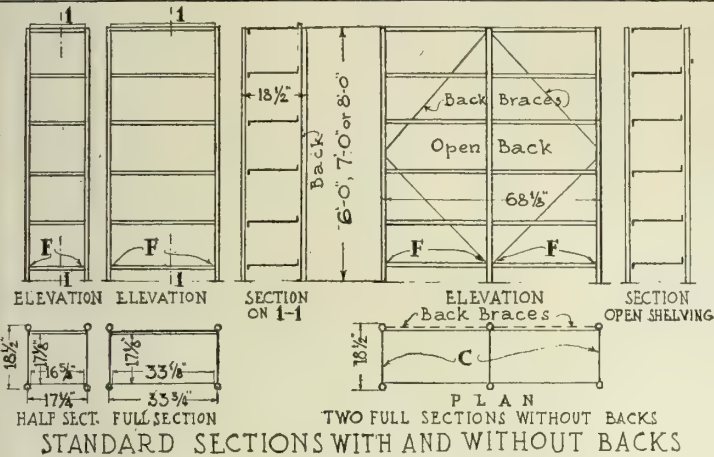 1 1
18½"
Back
6'-0", 7'-0" or 8'-0"
Back Braces
Open Back
68⅛"
F F F F
1 1
ELEVATION ELEVATION SECTION ON 1-1 ELEVATION SECTION OPEN SHELVING
Back Braces
18½" 17⅛" 17⅛" 18½"
33⅛" C
17¼" 33¾" PLAN
HALF SECT. FULL SECTION TWO FULL SECTIONS WITHOUT BACKS
STANDARD SECTIONS WITH AND WITHOUT BACKS